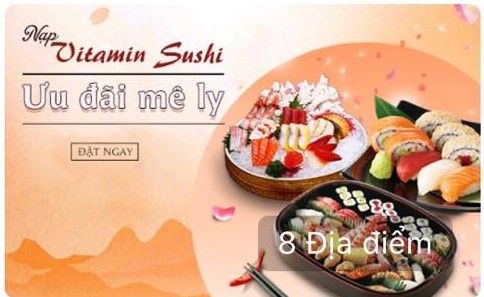 Nạp
Vitamin Sushi
Ưu đãi mê ly
ĐẶT NGAY
8 Địa điểm